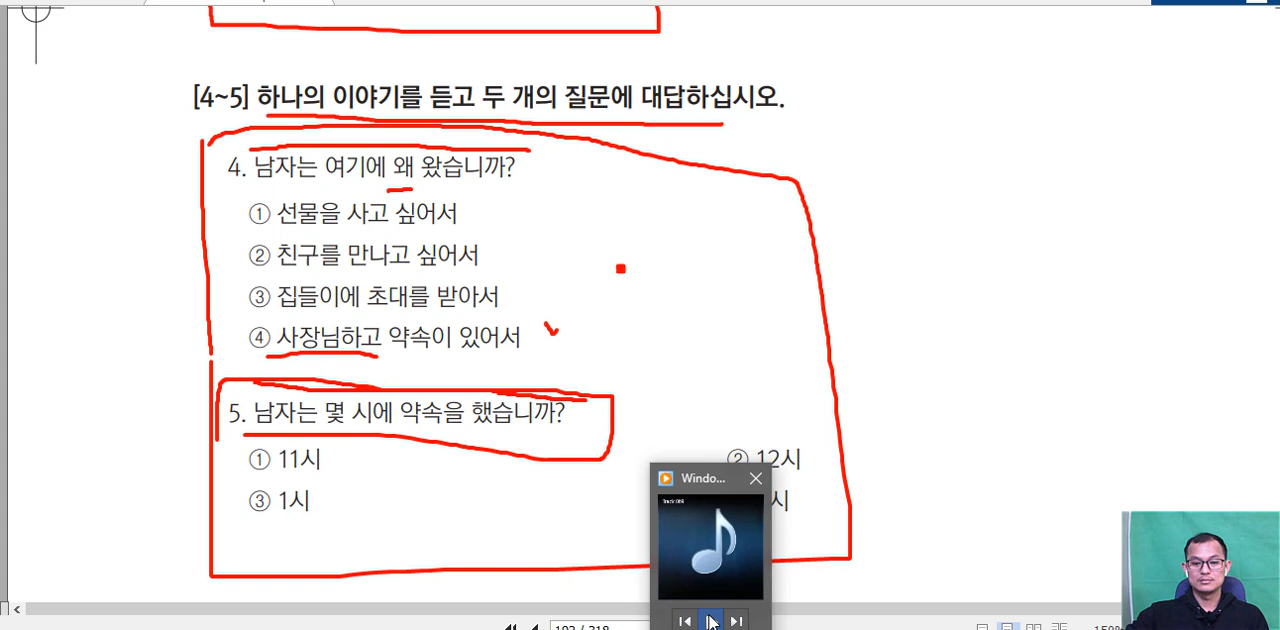 [4~5] 하나의 이야기를 듣고 두 개의 질문에 대답하십시오.
4. 남자는 여기에 왜 왔습니까?
① 선물을 사고 싶어서
② 친구를 만나고 싶어서
③ 집들이에 초대를 받아서
④ 사장님하고 약속이 있어서
5. 남자는 몇 시에 약속을 했습니까?
① 11시 ② 12시
③ 1시 시
Windo...